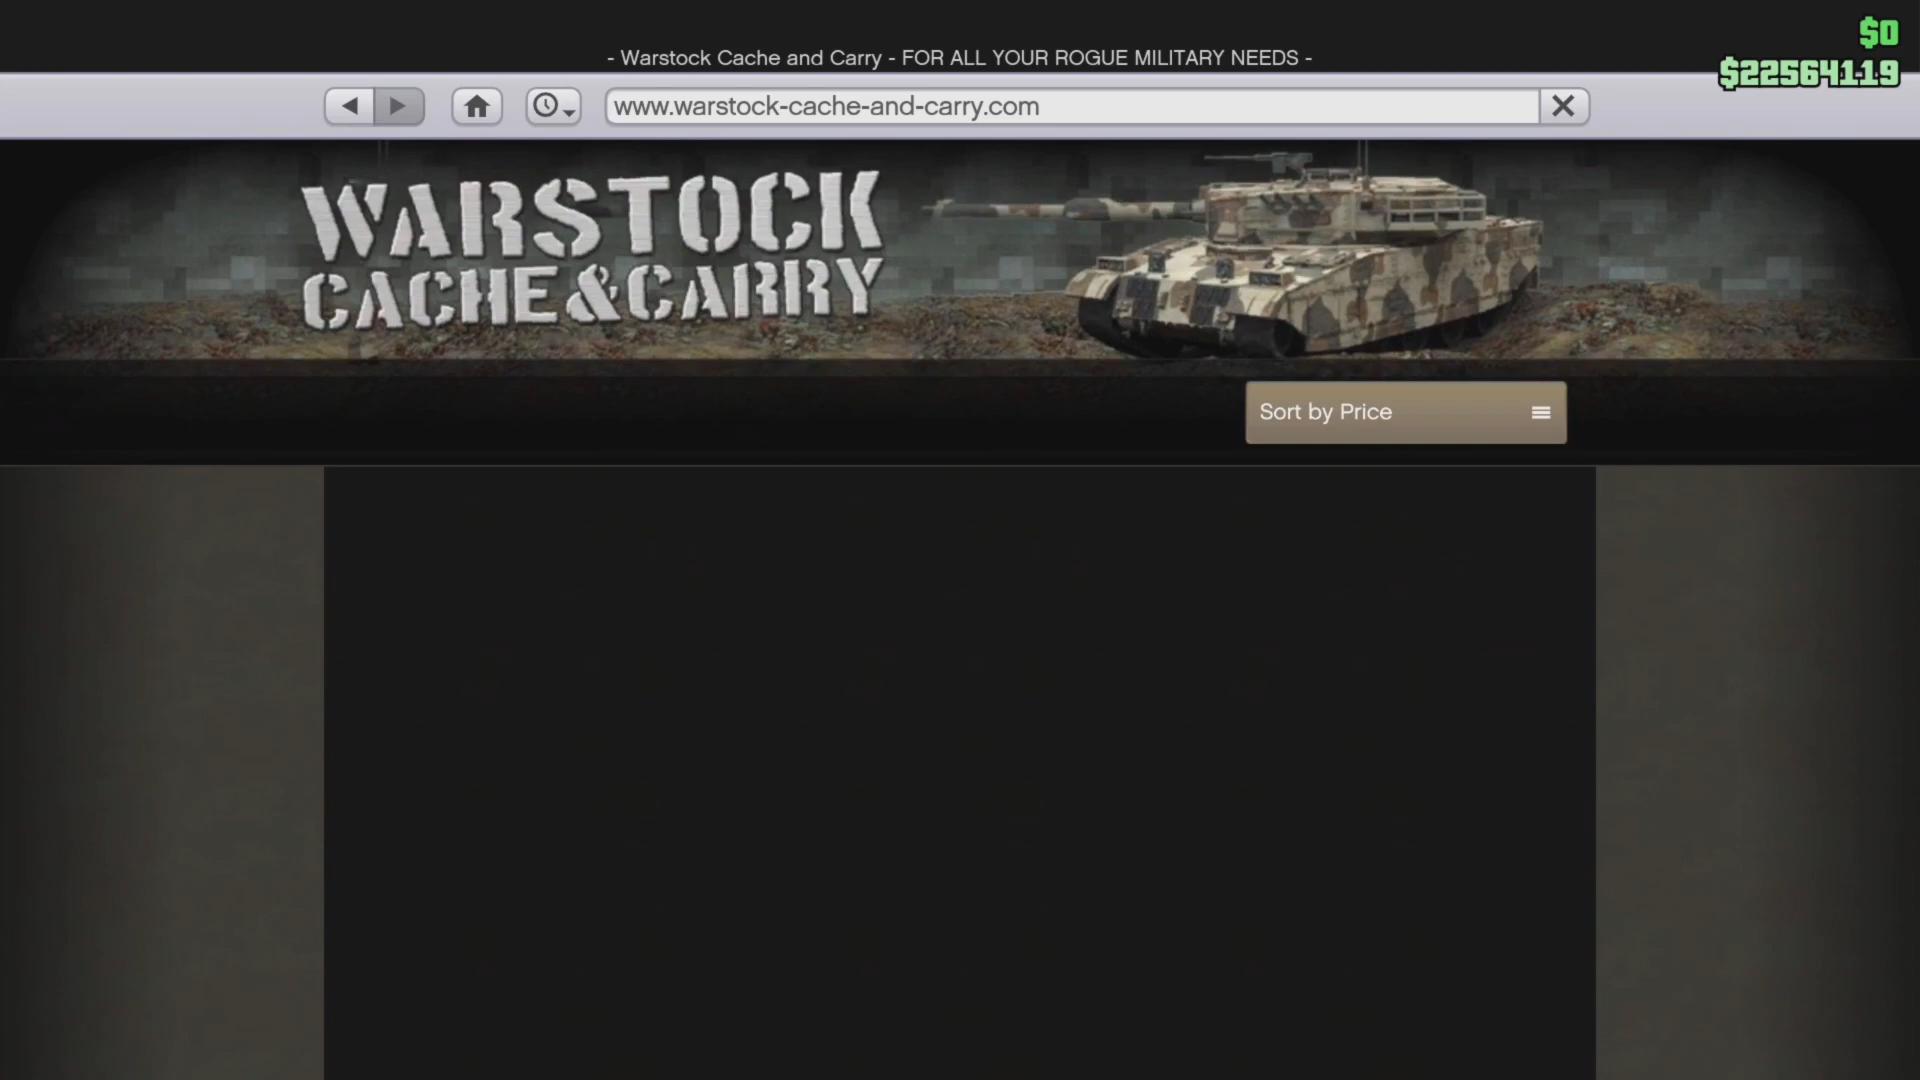 $0
$22564119
- Warstock Cache and Carry - FOR ALL YOUR ROGUE MILITARY NEEDS -
www.warstock-cache-and-carry.com
WARSTOCK
CACHE & CARRY
Sort by Price